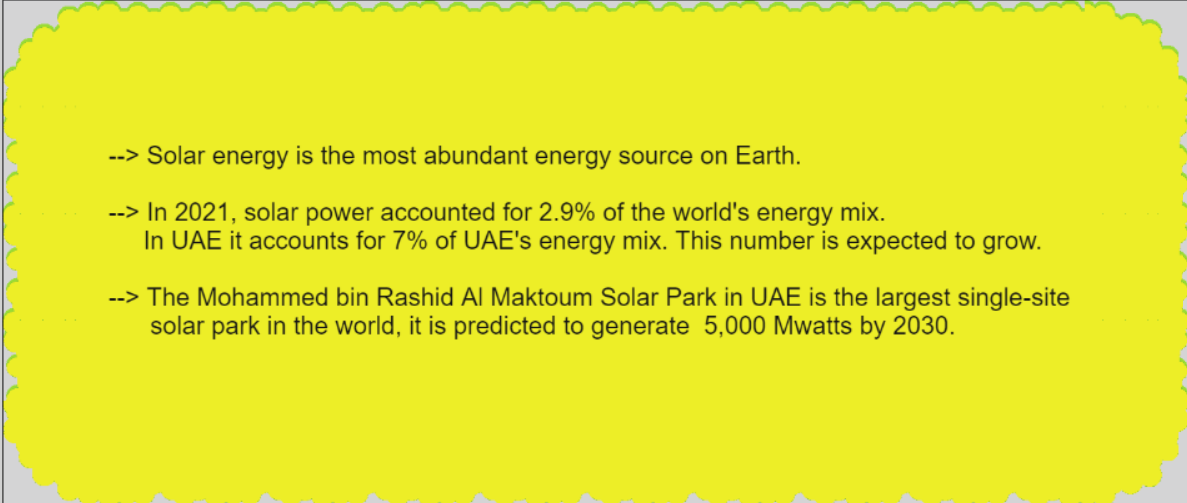 --> Solar energy is the most abundant energy source on Earth.
--> In 2021, solar power accounted for 2.9% of the world's energy mix.
In UAE it accounts for 7% of UAE's energy mix. This number is expected to grow.
--> The Mohammed bin Rashid Al Maktoum Solar Park in UAE is the largest single-site
solar park in the world, it is predicted to generate  5,000 Mwatts by 2030.